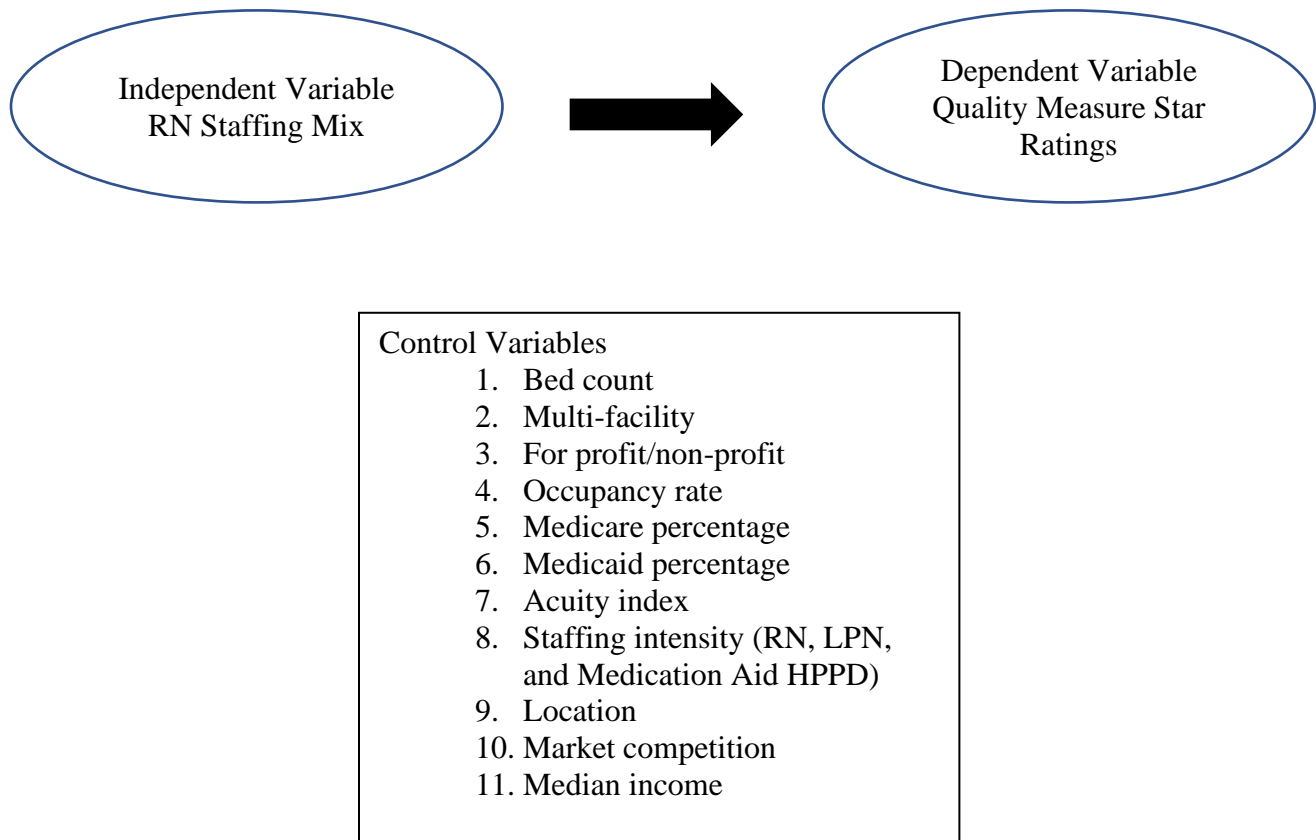 Independent Variable
RN Staffing Mix
Dependent Variable
Quality Measure Star
Ratings
Control Variables
1. Bed count
2. Multi-facility
3. For profit/non-profit
4. Occupancy rate
5. Medicare percentage
6. Medicaid percentage
7. Acuity index
8. Staffing intensity (RN, LPN,
and Medication Aid HPPD)
9. Location
10. Market competition
11. Median income